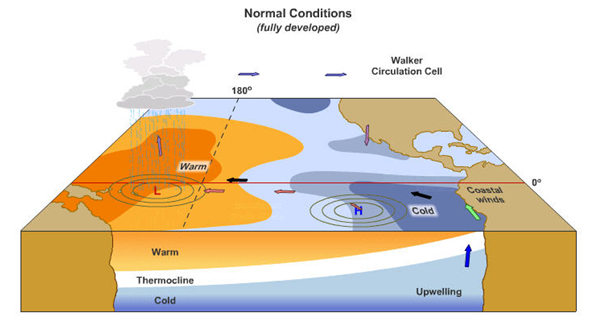 Normal Conditions
(fully developed)
Walker
Circulation Cell
180°
Warm
0°
L
Coastal
winds
H
Cold
Warm
Thermocline
Upwelling
Cold